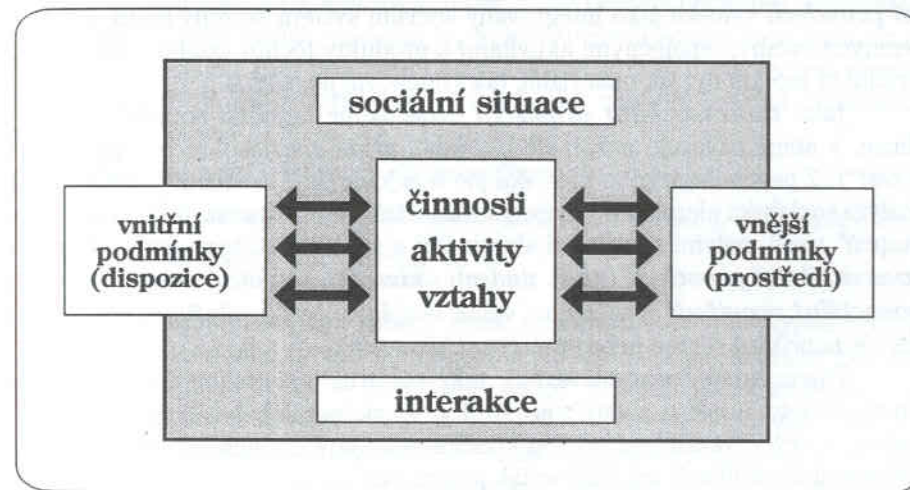 sociální situace
vnitřní
podmínky
(dispozice)
činnosti
aktivity
vztahy
vnější
podmínky
(prostředí)
interakce